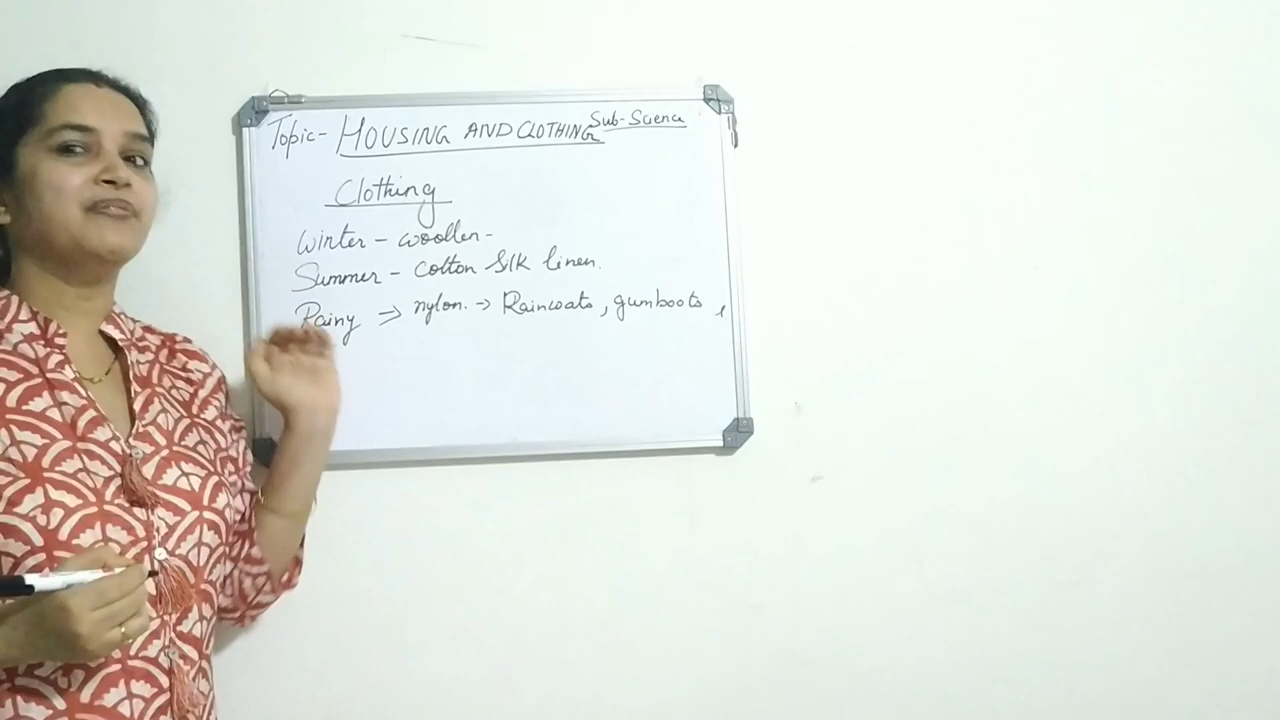 Topic- HOUSING AND CLOTHING Sub-Science
Clothing
Winter - woollen-
Summer - Cotton Silk linen.
Rainy → nylon. → Raincoats, gumboots,